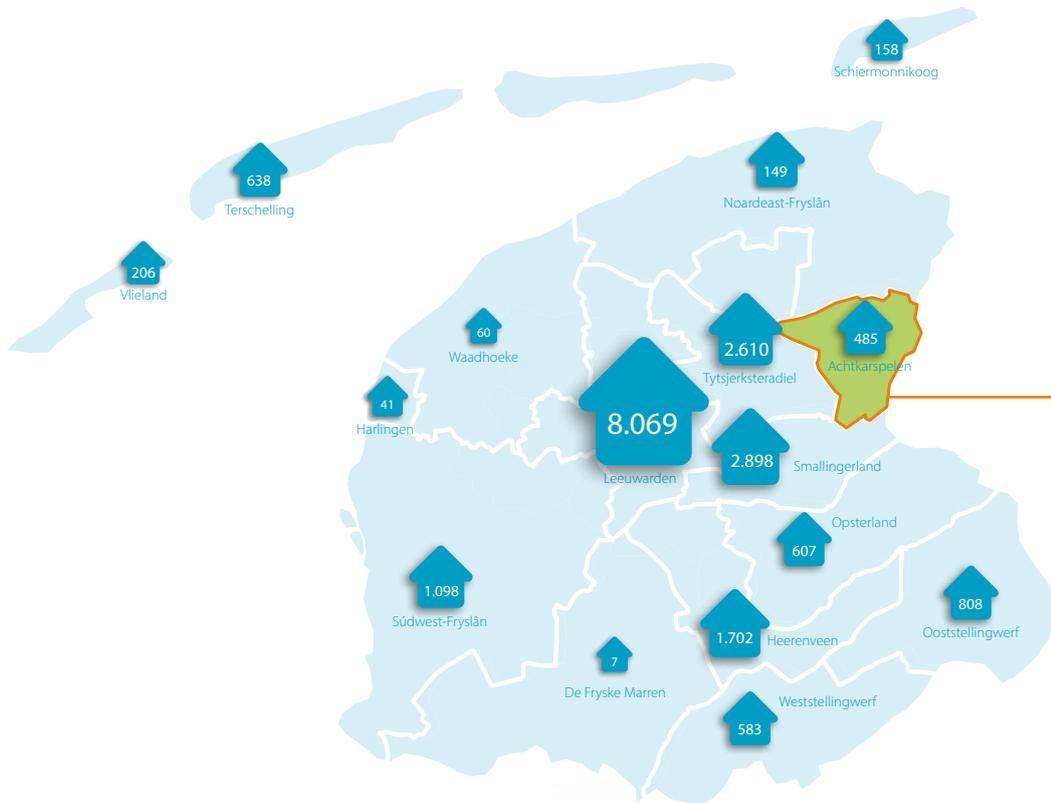 158
Schiermonnikoog
149
Noardeast-Fryslân
638
Terschelling
206
Vlieland
60
Waadhoeke
2.610
Tytsjerksteradiel
485
Achtkarspelen
41
Harlingen
8.069
Leeuwarden
2.898
Smallingerland
Opsterland
607
1.098
Súdwest-Fryslân
808
Ooststellingwerf
1.702
Heerenveen
7
De Fryske Marren
Weststellingwerf
583